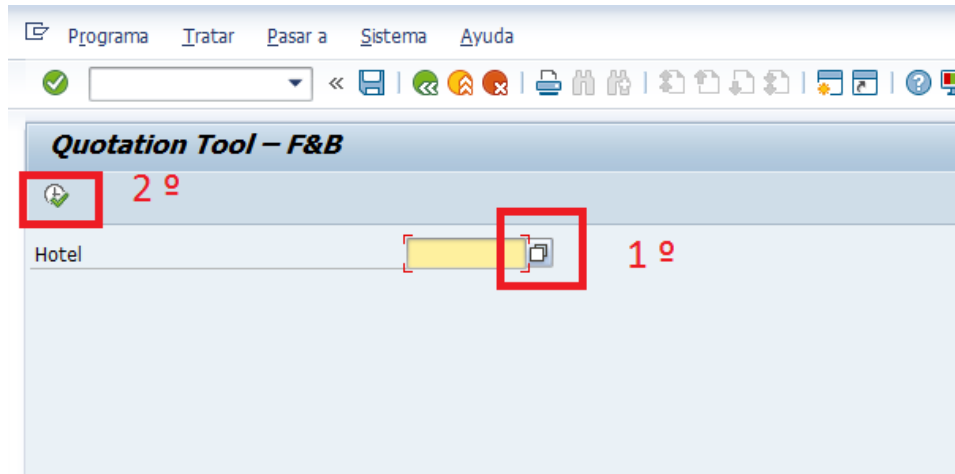 Programa Tratar Pasar a Sistema Ayuda
Quotation Tool – F&B
2 º
Hotel
1 º